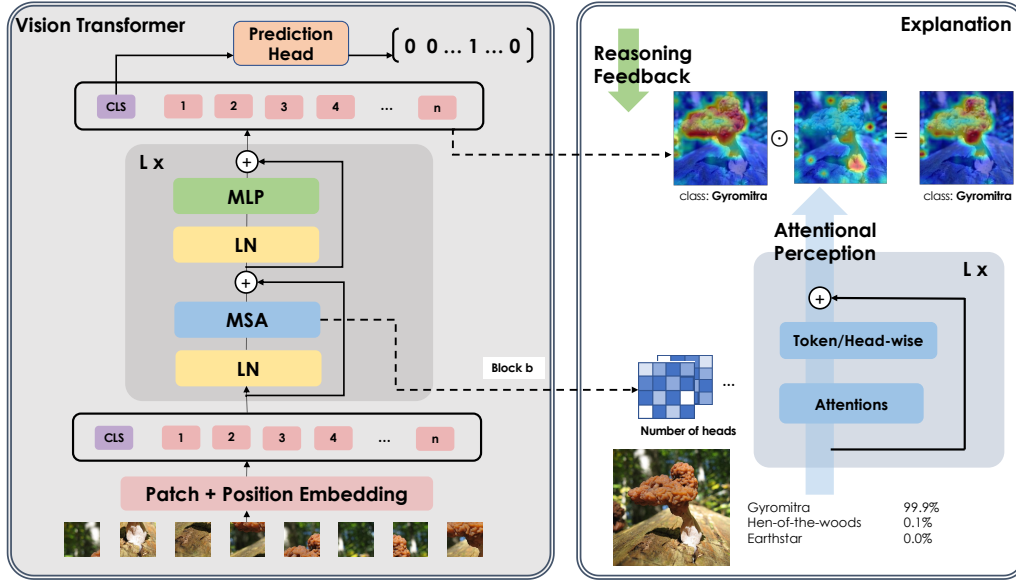 Vision Transformer
Prediction
Head
0 0 ... 1 ... 0
CLS 1 2 3 4 ... n
L x
+
MLP
LN
+
MSA
LN
Block b
CLS 1 2 3 4 ... n
Patch + Position Embedding
Explanation
Reasoning
Feedback
⊙ =
class: Gyromitra
class: Gyromitra
Attentional
Perception
L x
+
Token/Head-wise
Attentions
...
Number of heads
Gyromitra 99.9%
Hen-of-the-woods 0.1%
Earthstar 0.0%